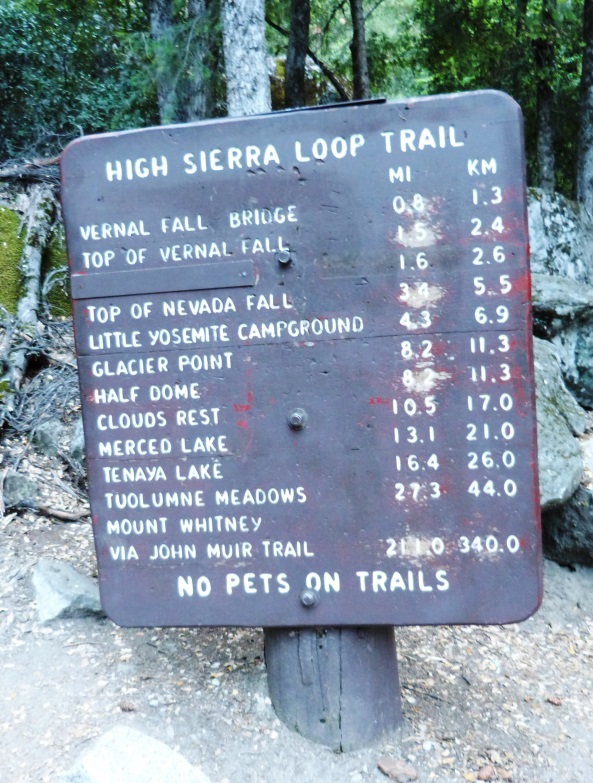 HIGH SIERRA LOOP TRAIL
MI KM
VERNAL FALL BRIDGE 0.8 1.3
TOP OF VERNAL FALL 1.5 2.4
1.6 2.6
TOP OF NEVADA FALL 3.4 5.5
LITTLE YOSEMITE CAMPGROUND 4.3 6.9
GLACIER POINT 8.2 11.3
HALF DOME 8.2 11.3
CLOUDS REST 10.5 17.0
MERCED LAKE 13.1 21.0
TENAYA LAKE 16.4 26.0
TUOLUMNE MEADOWS 27.3 44.0
MOUNT WHITNEY
VIA JOHN MUIR TRAIL 211.0 340.0
NO PETS ON TRAILS